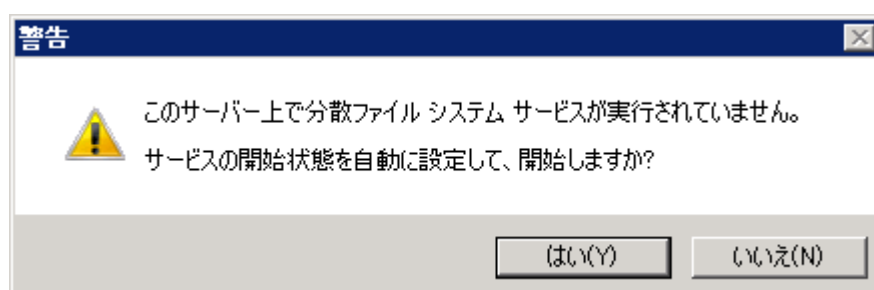 警告
このサーバー上で分散ファイル システム サービスが実行されていません。
サービスの開始状態を自動に設定して、開始しますか?
はい(Y)
いいえ(N)